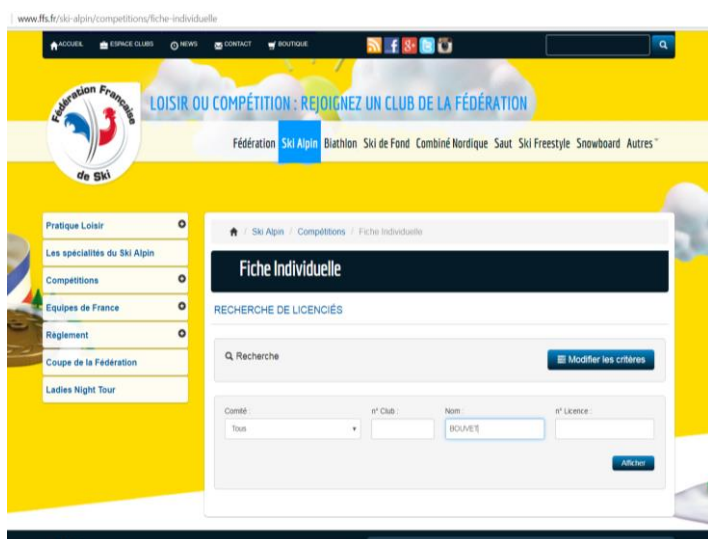 www.ffs.fr/ski-alpin/competitions/fiche-individuelle
ACCUEIL ESPACE CLUBS NEWS CONTACT BOUTIQUE
Fédération Française
de Ski
LOISIR OU COMPÉTITION : REJOIGNEZ UN CLUB DE LA FÉDÉRATION
Fédération Ski Alpin Biathlon Ski de Fond Combiné Nordique Saut Ski Freestyle Snowboard Autres
Pratique Loisir
Les spécialités du Ski Alpin
Compétitions
Equipes de France
Règlement
Coupe de la Fédération
Ladies Night Tour
/ Ski Alpin / Compétitions / Fiche Individuelle
Fiche Individuelle
RECHERCHE DE LICENCIÉS
Recherche
Modifier les critères
Comité : n° Club : Nom : n° Licence :
Tous BOUVET
Afficher